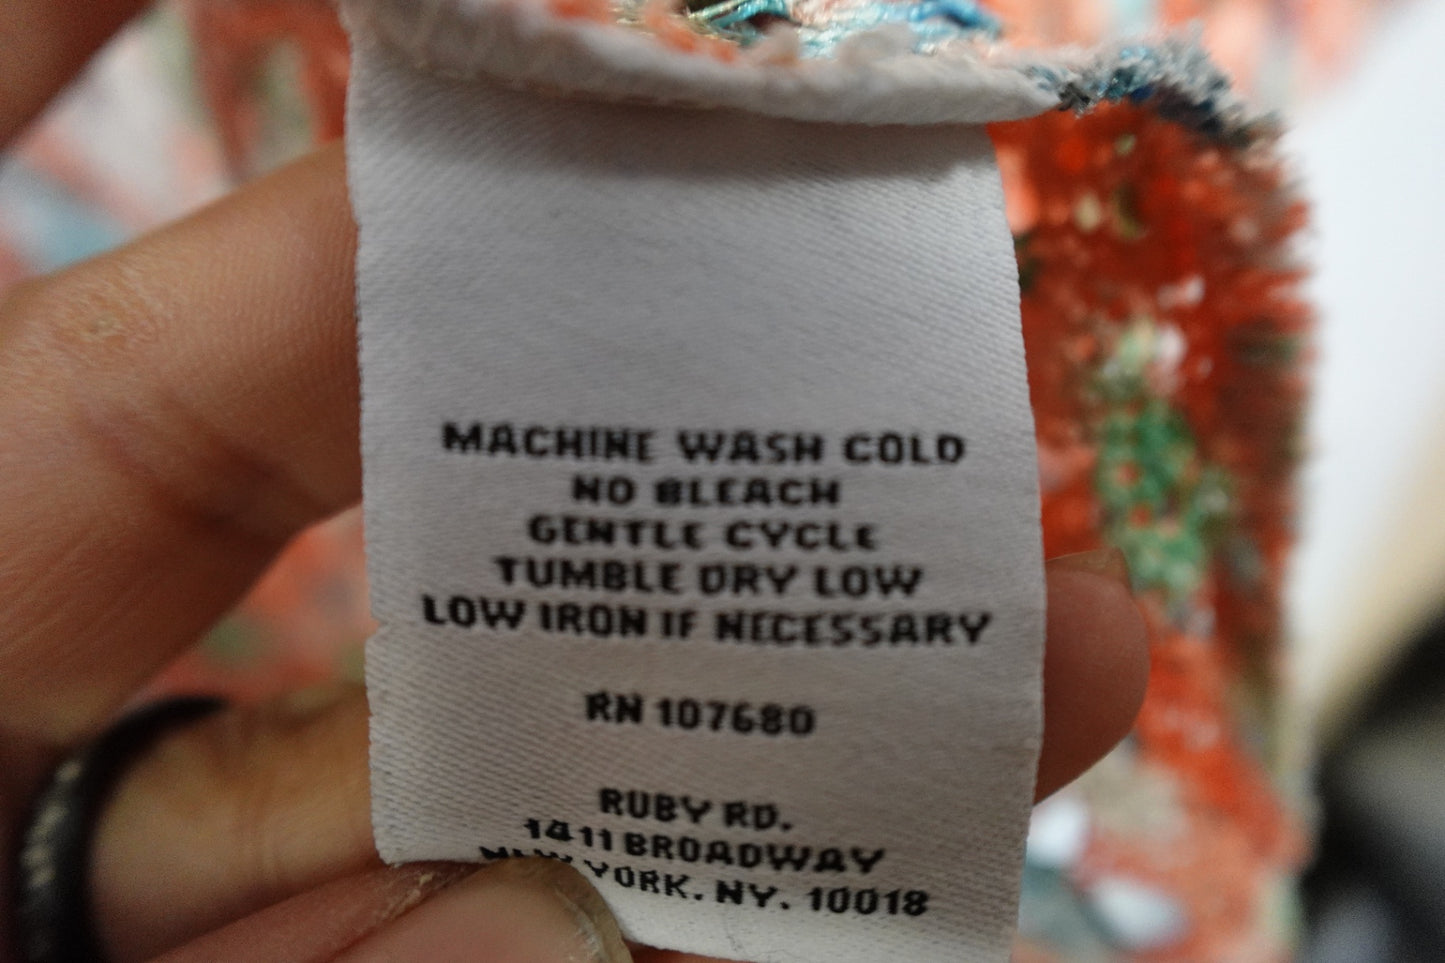 MACHINE WASH COLD
NO BLEACH
GENTLE CYCLE
TUMBLE DRY LOW
LOW IRON IF NECESSARY
RN 107680
RUBY RD.
1411 BROADWAY
NEW YORK. NY. 10018